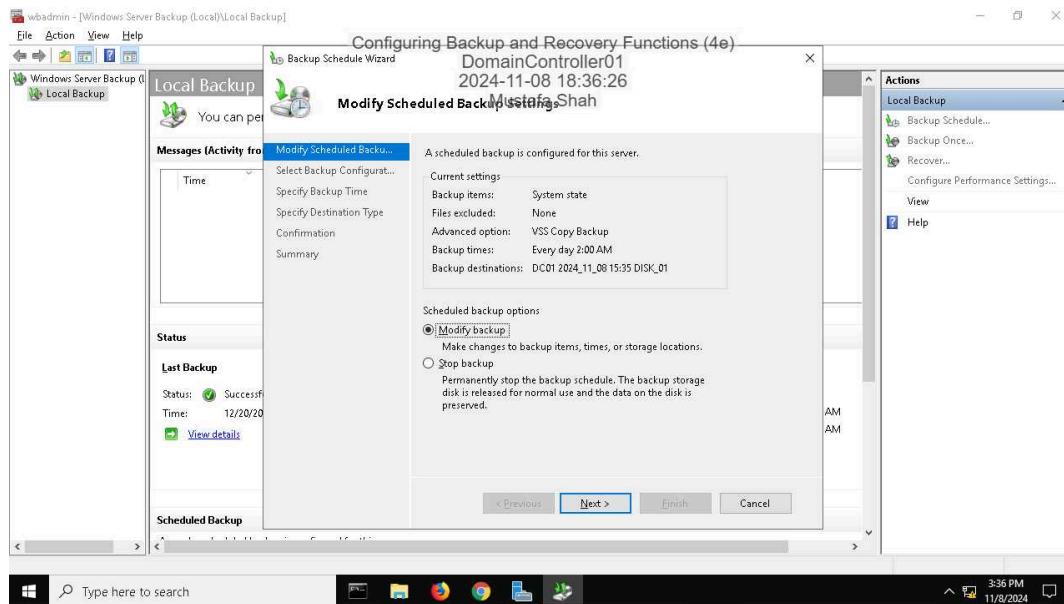 wbadmin - [Windows Server Backup (Local)\Local Backup]
File Action View Help
Configuring Backup and Recovery Functions (4e)
DomainController01
2024-11-08 18:36:26
Mustafa Shah
Windows Server Backup (L
Local Backup
Local Backup
You can per
Messages (Activity fro
Time
Status
Last Backup
Status: Successf
Time: 12/20/20
View details
AM
AM
Scheduled Backup
Backup Schedule Wizard
Modify Scheduled Backup Settings
Modify Scheduled Backu...
Select Backup Configurat...
Specify Backup Time
Specify Destination Type
Confirmation
Summary
A scheduled backup is configured for this server.
Current settings
Backup items: System state
Files excluded: None
Advanced option: VSS Copy Backup
Backup times: Every day 2:00 AM
Backup destinations: DC01 2024_11_08 15:35 DISK_01
Scheduled backup options
Modify backup
Make changes to backup items, times, or storage locations.
Stop backup
Permanently stop the backup schedule. The backup storage
disk is released for normal use and the data on the disk is
preserved.
< Previous Next > Finish Cancel
Actions
Local Backup
Backup Schedule...
Backup Once...
Recover...
Configure Performance Settings...
View
Help
Type here to search
3:36 PM
11/8/2024